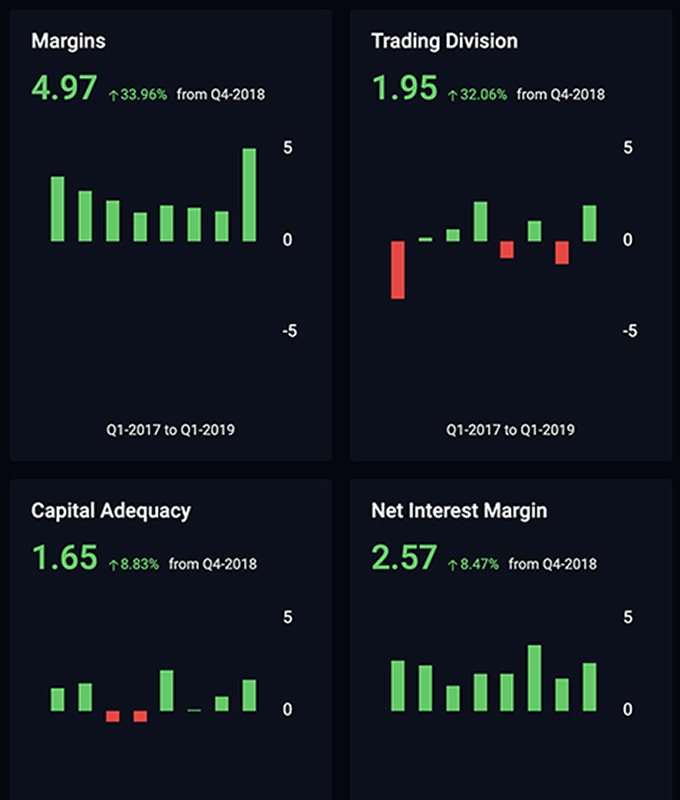 Margins
4.97 ↑33.96% from Q4-2018
5
0
-5
Q1-2017 to Q1-2019
Trading Division
1.95 ↑32.06% from Q4-2018
5
0
-5
Q1-2017 to Q1-2019
Capital Adequacy
1.65 ↑8.83% from Q4-2018
5
0
Net Interest Margin
2.57 ↑8.47% from Q4-2018
5
0